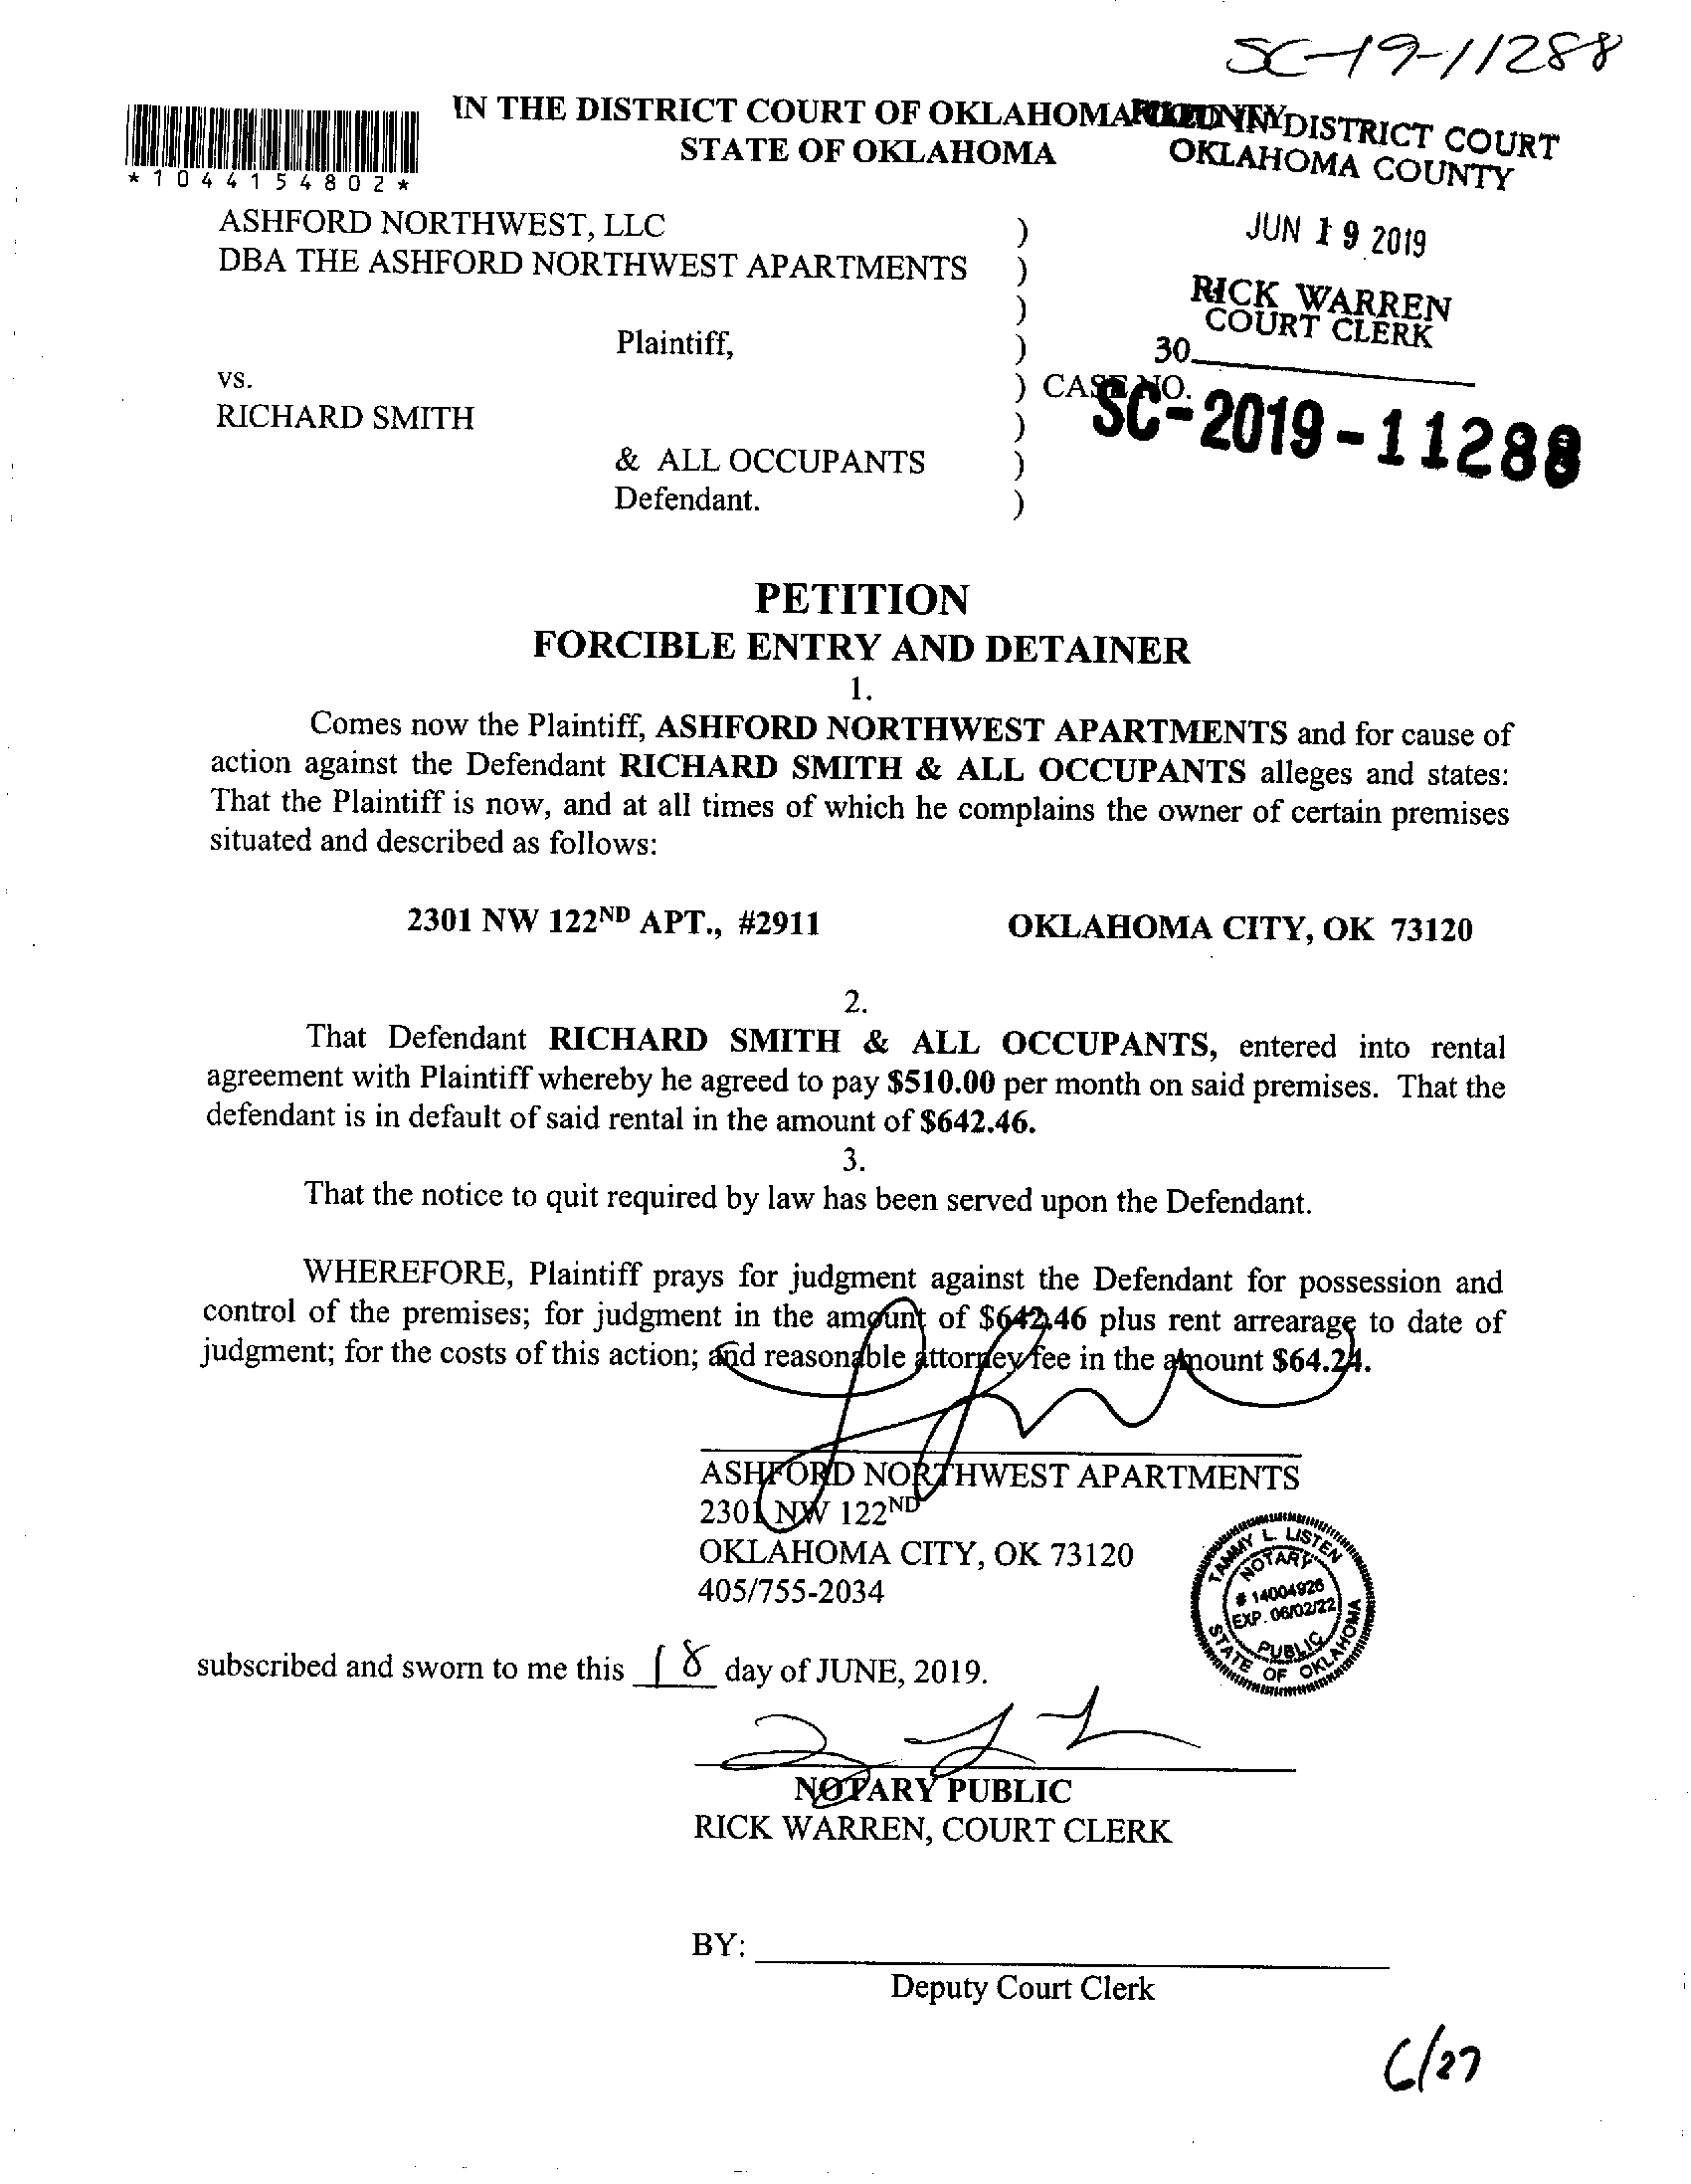 SC-19-11288
IN THE DISTRICT COURT OF OKLAHOMA COUNTY
STATE OF OKLAHOMA
FILED IN DISTRICT COURT
OKLAHOMA COUNTY
*1044154802*
JUN 19 2019
RICK WARREN
COURT CLERK
30
ASHFORD NORTHWEST, LLC )
DBA THE ASHFORD NORTHWEST APARTMENTS )
)
Plaintiff, )
vs. ) CASE NO.
SC-2019-11288
RICHARD SMITH )
& ALL OCCUPANTS )
Defendant. )
PETITION
FORCIBLE ENTRY AND DETAINER
1.
Comes now the Plaintiff, ASHFORD NORTHWEST APARTMENTS and for cause of
action against the Defendant RICHARD SMITH & ALL OCCUPANTS alleges and states:
That the Plaintiff is now, and at all times of which he complains the owner of certain premises
situated and described as follows:
2301 NW 122ND APT., #2911 OKLAHOMA CITY, OK 73120
2.
That Defendant RICHARD SMITH & ALL OCCUPANTS, entered into rental
agreement with Plaintiff whereby he agreed to pay $510.00 per month on said premises. That the
defendant is in default of said rental in the amount of $642.46.
3.
That the notice to quit required by law has been served upon the Defendant.
WHEREFORE, Plaintiff prays for judgment against the Defendant for possession and
control of the premises; for judgment in the amount of $642.46 plus rent arrearage to date of
judgment; for the costs of this action; and reasonable attorney fee in the amount $64.24.
ASHFORD NORTHWEST APARTMENTS
2301 NW 122ND
OKLAHOMA CITY, OK 73120
405/755-2034
TAMMY L. LISTEN
NOTARY
# 14004926
EXP. 06/02/22
PUBLIC
STATE OF OKLAHOMA
subscribed and sworn to me this 18 day of JUNE, 2019.
NOTARY PUBLIC
RICK WARREN, COURT CLERK
BY:
Deputy Court Clerk
6/27